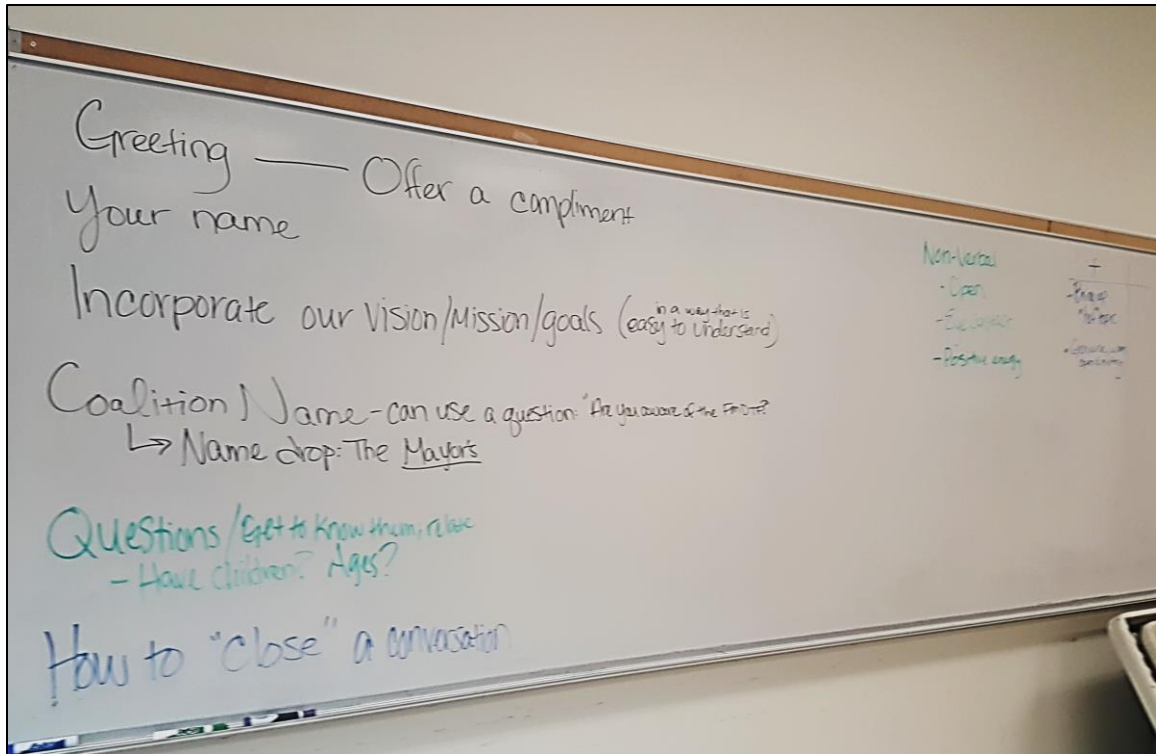 Greeting — Offer a compliment
Your name
Incorporate our Vision/Mission/goals (in a way that is easy to understand)
Coalition Name - can use a question: "Are you aware of the
↳ Name drop: The Mayor's
Questions/Get to know them, relate
- Have children? Ages?
How to "close" a conversation
Non-Verbal
- Open
- Eye
- Positive energy
+